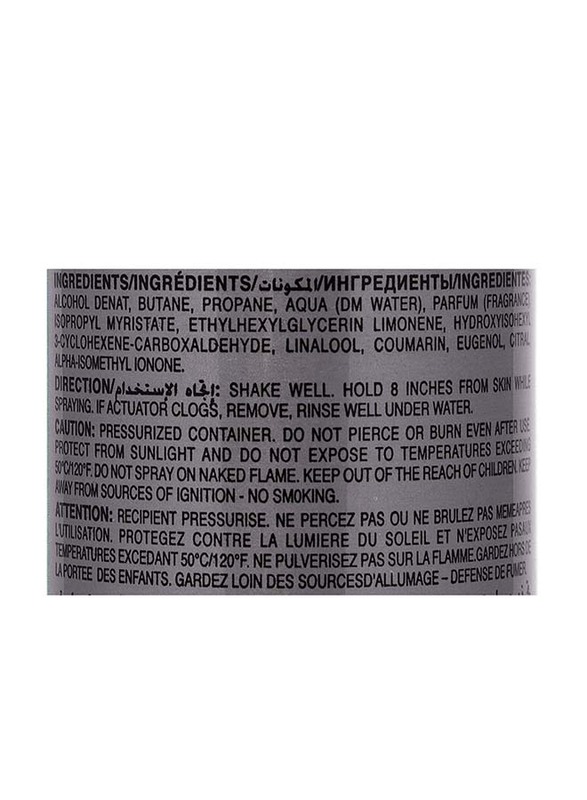 INGREDIENTS/INGRÉDIENTS/المكونات/ИНГРЕДИЕНТЫ/INGREDIENTES
ALCOHOL DENAT, BUTANE, PROPANE, AQUA (DM WATER), PARFUM (FRAGRANCE)
ISOPROPYL MYRISTATE, ETHYLHEXYLGLYCERIN LIMONENE, HYDROXYISOHEXYL
3-CYCLOHEXENE-CARBOXALDEHYDE, LINALOOL, COUMARIN, EUGENOL, CITRAL
ALPHA-ISOMETHYL IONONE.
DIRECTION/إتجاه الإستخدام: SHAKE WELL. HOLD 8 INCHES FROM SKIN WHILE
SPRAYING. IF ACTUATOR CLOGS, REMOVE, RINSE WELL UNDER WATER.
CAUTION: PRESSURIZED CONTAINER. DO NOT PIERCE OR BURN EVEN AFTER USE.
PROTECT FROM SUNLIGHT AND DO NOT EXPOSE TO TEMPERATURES EXCEEDING
50°C/120°F. DO NOT SPRAY ON NAKED FLAME. KEEP OUT OF THE REACH OF CHILDREN. KEEP
AWAY FROM SOURCES OF IGNITION - NO SMOKING.
ATTENTION: RECIPIENT PRESSURISE. NE PERCEZ PAS OU NE BRULEZ PAS MEMEAPRES
L'UTILISATION. PROTEGEZ CONTRE LA LUMIERE DU SOLEIL ET N'EXPOSEZ PASAUX
TEMPERATURES EXCEDANT 50°C/120°F. NE PULVERISEZ PAS SUR LA FLAMME.GARDEZ HORS DE
LA PORTEE DES ENFANTS. GARDEZ LOIN DES SOURCESD'ALLUMAGE – DEFENSE DE FUMER.